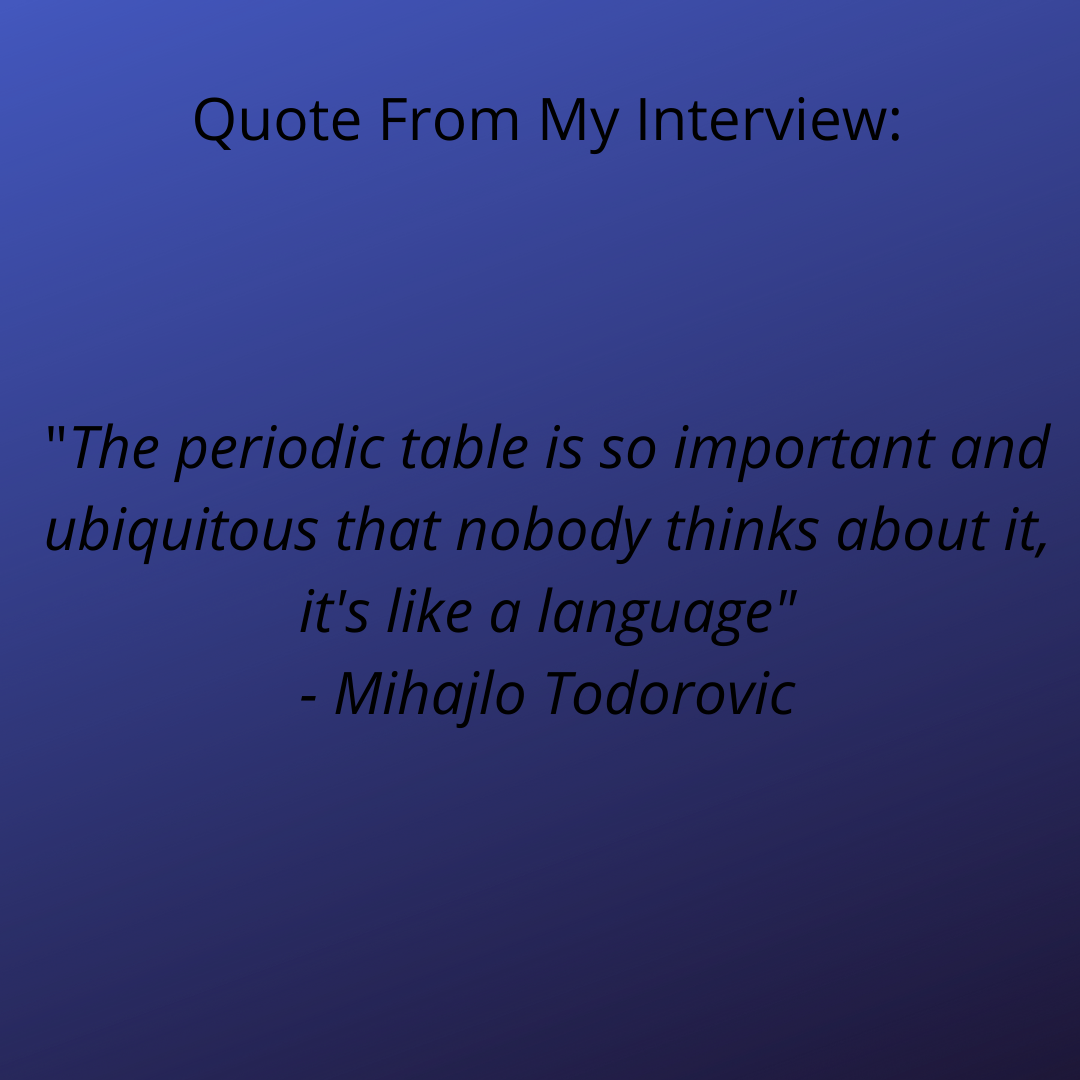 Quote From My Interview:
"The periodic table is so important and
ubiquitous that nobody thinks about it,
it's like a language"
- Mihajlo Todorovic